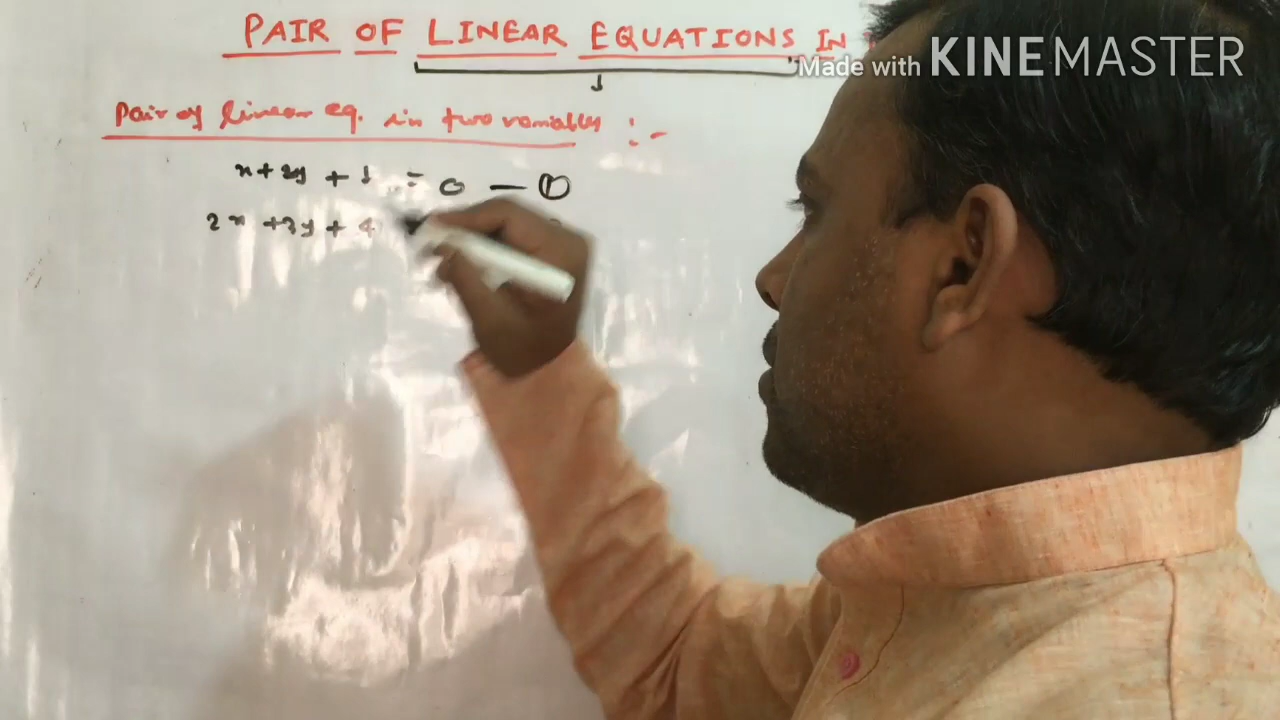 PAIR OF LINEAR EQUATIONS IN
Made with KINEMASTER
Pair of linear eq. in two variables :-
x + 2y + 1 = 0 — ①
2x + 3y + 4